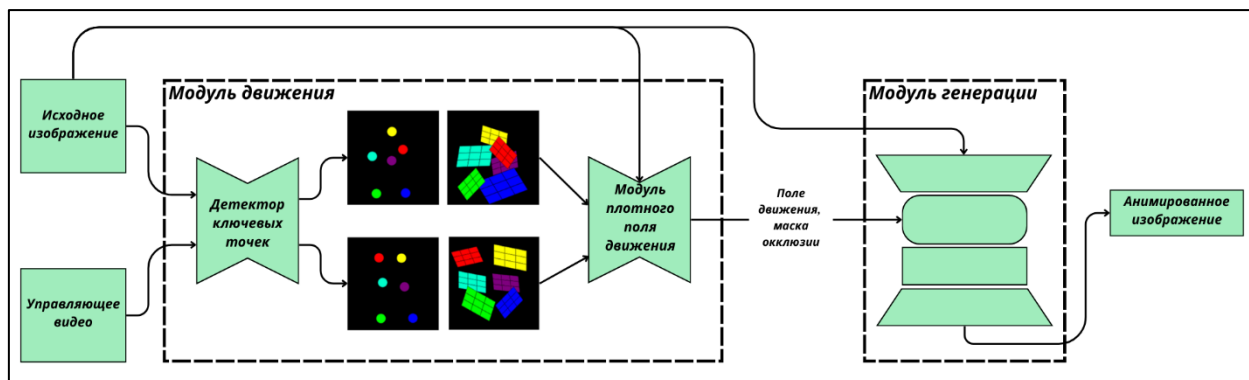 Исходное
изображение
Управляющее
видео
Модуль движения
Детектор
ключевых
точек
Модуль
плотного
поля
движения
Поле
движения,
маска
окклюзии
Модуль генерации
Анимированное
изображение